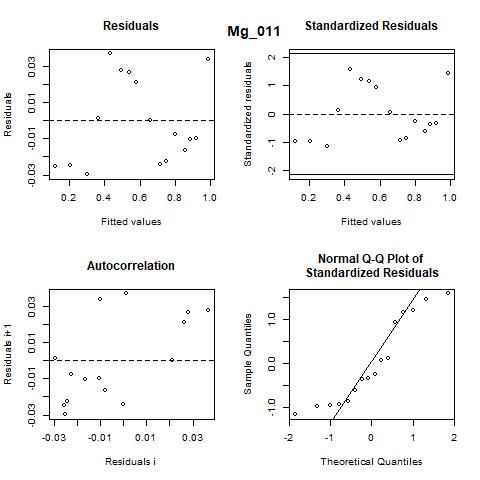 Mg_011
Residuals
0.03
0.01
-0.01
-0.03
Residuals
0.2 0.4 0.6 0.8 1.0
Fitted values
Standardized Residuals
2
1
0
-1
-2
Standardized residuals
0.2 0.4 0.6 0.8 1.0
Fitted values
Autocorrelation
0.03
0.01
-0.01
-0.03
Residuals i+1
-0.03 -0.01 0.01 0.03
Residuals i
Normal Q-Q Plot of
Standardized Residuals
1.0
0.0
-1.0
Sample Quantiles
-2 -1 0 1 2
Theoretical Quantiles